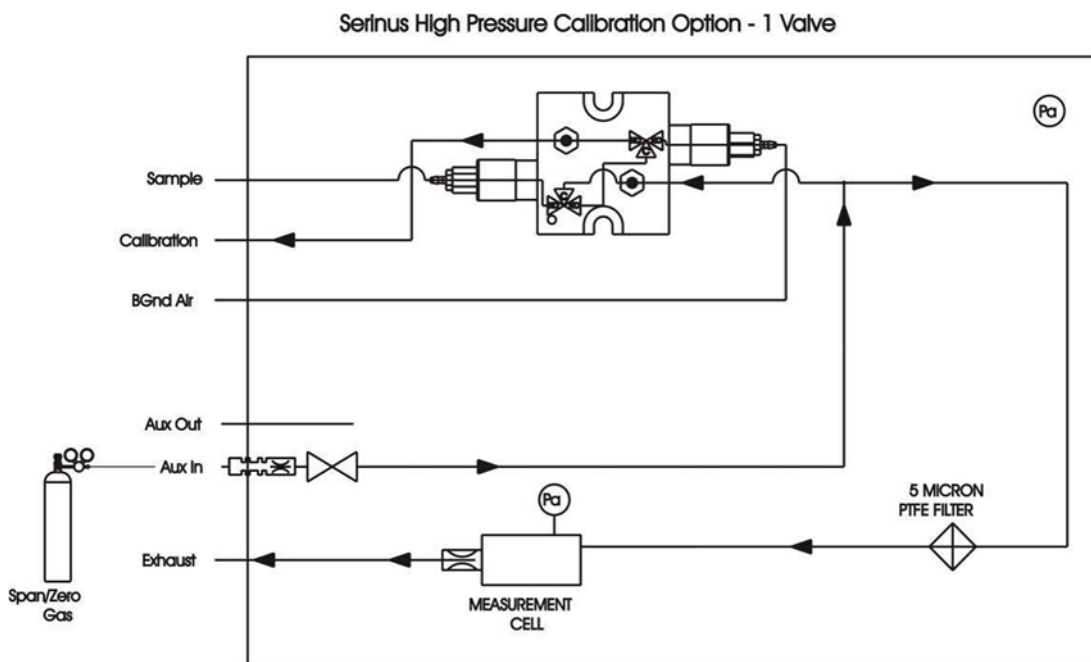 Serinus High Pressure Calibration Option - 1 Valve
Pa
Sample
Calibration
BGnd Air
Aux Out
Aux In
Pa
5 MICRON
PTFE FILTER
Exhaust
Span/Zero
Gas
MEASUREMENT
CELL